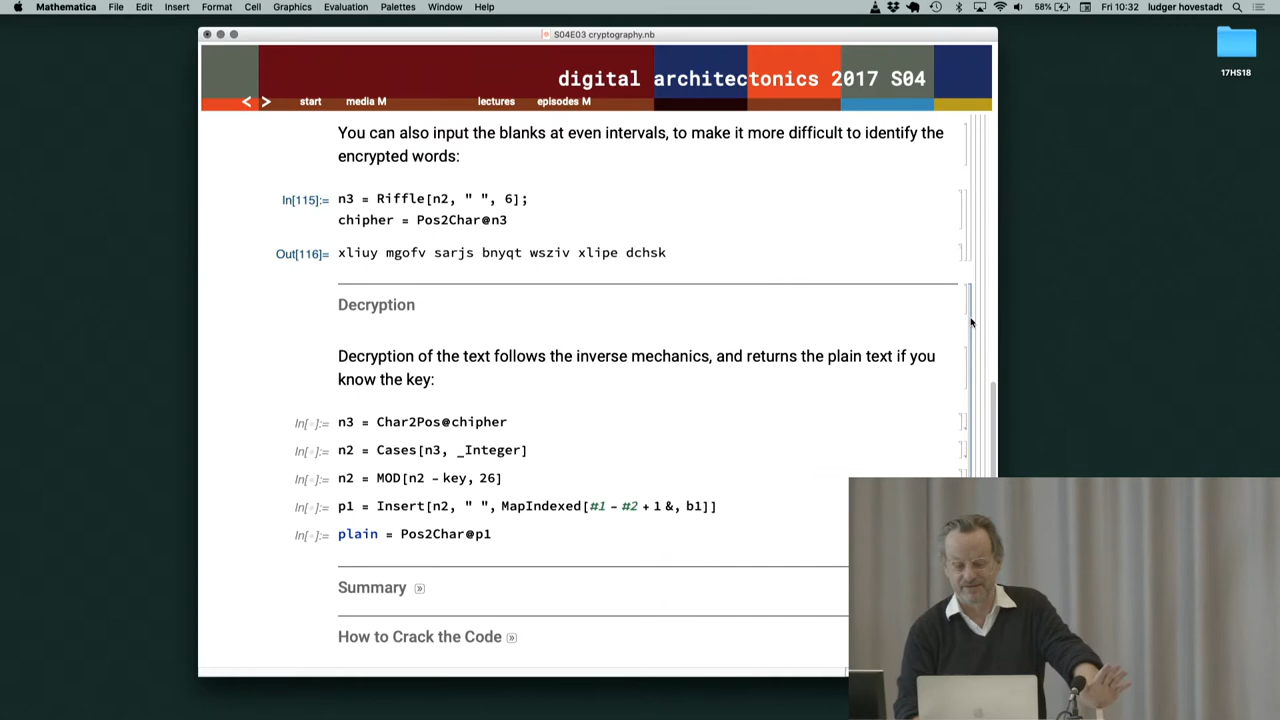 Mathematica File Edit Insert Format Cell Graphics Evaluation Palettes Window Help 58% Fri 10:32 ludger hovestadt
S04E03 cryptography.nb
17HS18
digital architectonics 2017 S04
< > start media M lectures episodes M
You can also input the blanks at even intervals, to make it more difficult to identify the
encrypted words:
In[115]:= n3 = Riffle[n2, " ", 6];
chipher = Pos2Char@n3
Out[116]= xliuy mgofv sarjs bnyqt wsziv xlipe dchsk
Decryption
Decryption of the text follows the inverse mechanics, and returns the plain text if you
know the key:
In[◦]:= n3 = Char2Pos@chipher
In[◦]:= n2 = Cases[n3, _Integer]
In[◦]:= n2 = MOD[n2 - key, 26]
In[◦]:= p1 = Insert[n2, " ", MapIndexed[#1 - #2 + 1 &, b1]]
In[◦]:= plain = Pos2Char@p1
Summary
How to Crack the Code